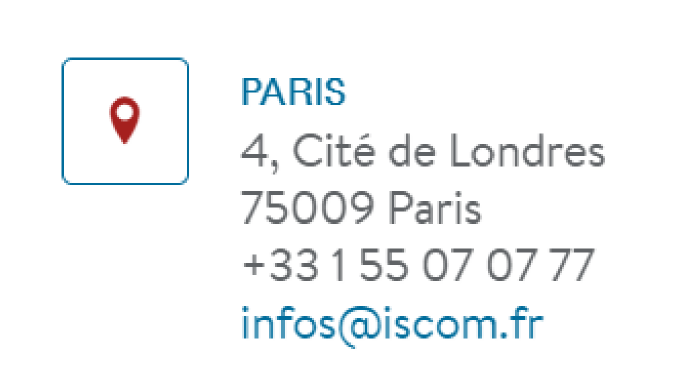 PARIS
4, Cité de Londres
75009 Paris
+33 1 55 07 07 77
infos@iscom.fr